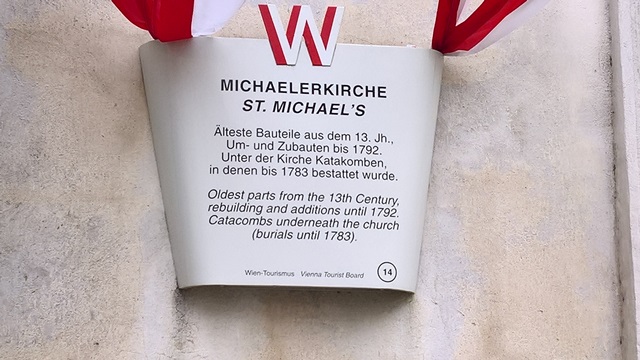 W
MICHAELERKIRCHE
ST. MICHAEL'S
Älteste Bauteile aus dem 13. Jh.,
Um- und Zubauten bis 1792.
Unter der Kirche Katakomben,
in denen bis 1783 bestattet wurde.
Oldest parts from the 13th Century,
rebuilding and additions until 1792.
Catacombs underneath the church
(burials until 1783).
Wien-Tourismus Vienna Tourist Board 14